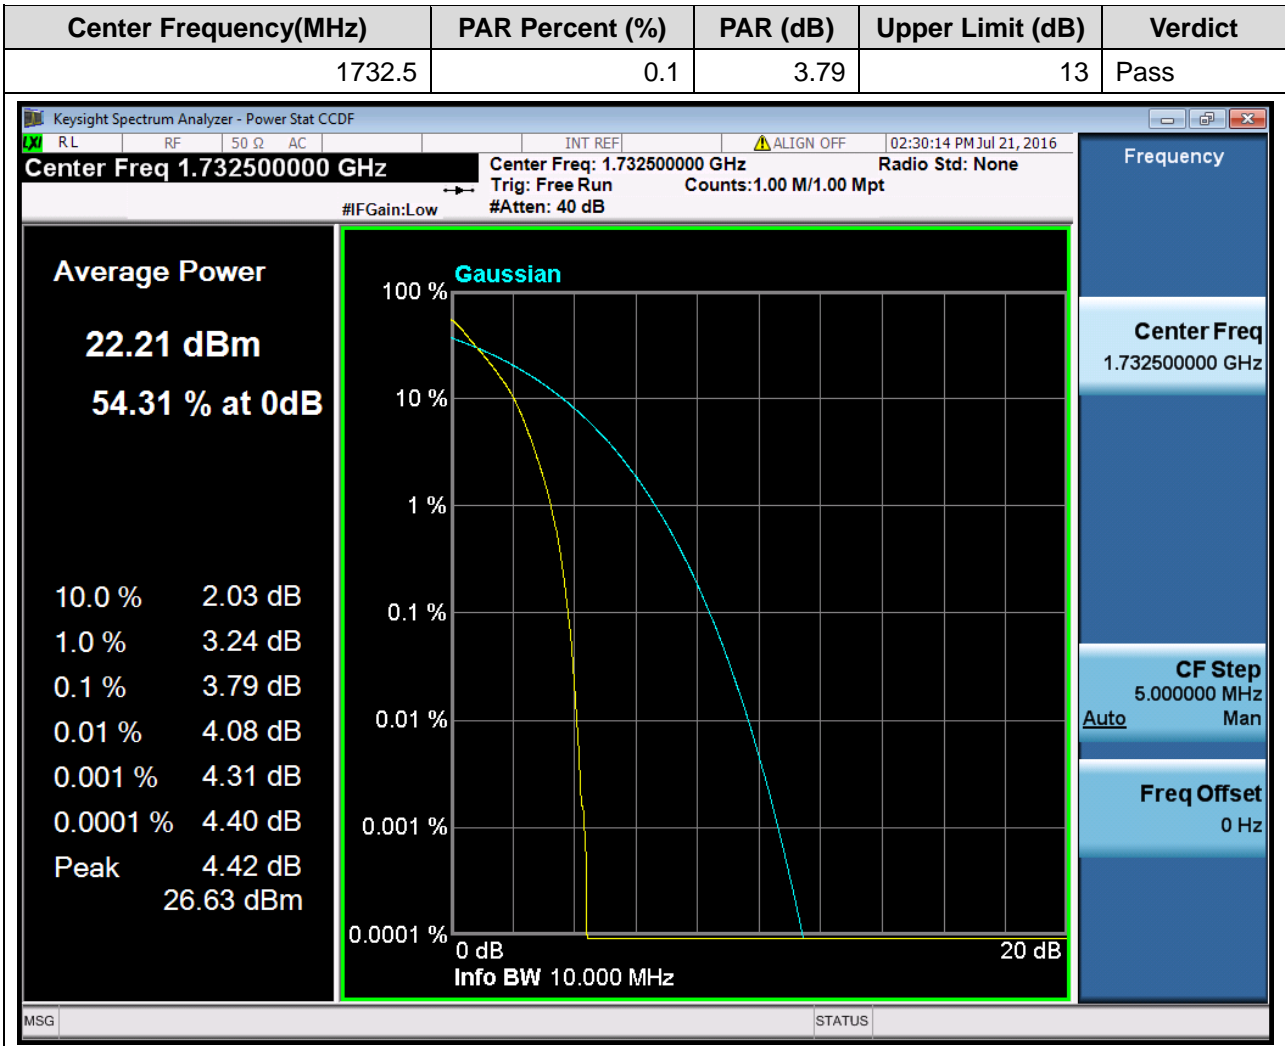 Center Frequency(MHz) PAR Percent (%) PAR (dB) Upper Limit (dB) Verdict
1732.5 0.1 3.79 13 Pass
Keysight Spectrum Analyzer - Power Stat CCDF
LXI RL RF 50 Ω AC INT REF ALIGN OFF 02:30:14 PM Jul 21, 2016
Center Freq 1.732500000 GHz
Center Freq: 1.732500000 GHz Radio Std: None
Trig: Free Run Counts:1.00 M/1.00 Mpt
#IFGain:Low #Atten: 40 dB
Average Power
22.21 dBm
54.31 % at 0dB
10.0 % 2.03 dB
1.0 % 3.24 dB
0.1 % 3.79 dB
0.01 % 4.08 dB
0.001 % 4.31 dB
0.0001 % 4.40 dB
Peak 4.42 dB
26.63 dBm
Gaussian
100 %
10 %
1 %
0.1 %
0.01 %
0.001 %
0.0001 %
0 dB 20 dB
Info BW 10.000 MHz
Frequency
Center Freq
1.732500000 GHz
CF Step
5.000000 MHz
Auto Man
Freq Offset
0 Hz
MSG STATUS